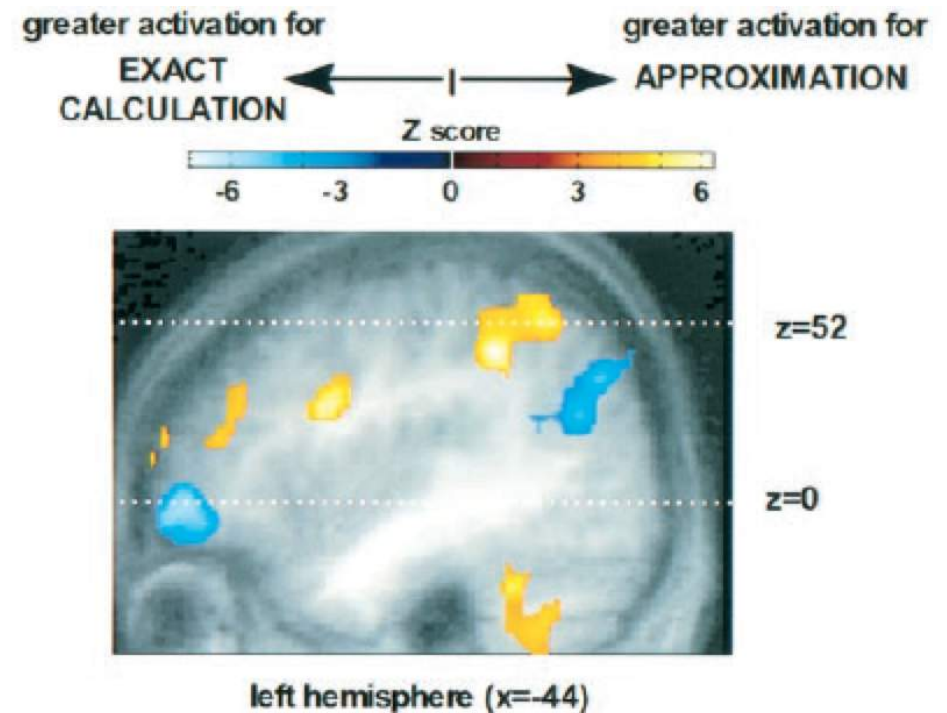 greater activation for
greater activation for
EXACT
CALCULATION
APPROXIMATION
Z score
-6 -3 0 3 6
z=52
z=0
left hemisphere (x=-44)